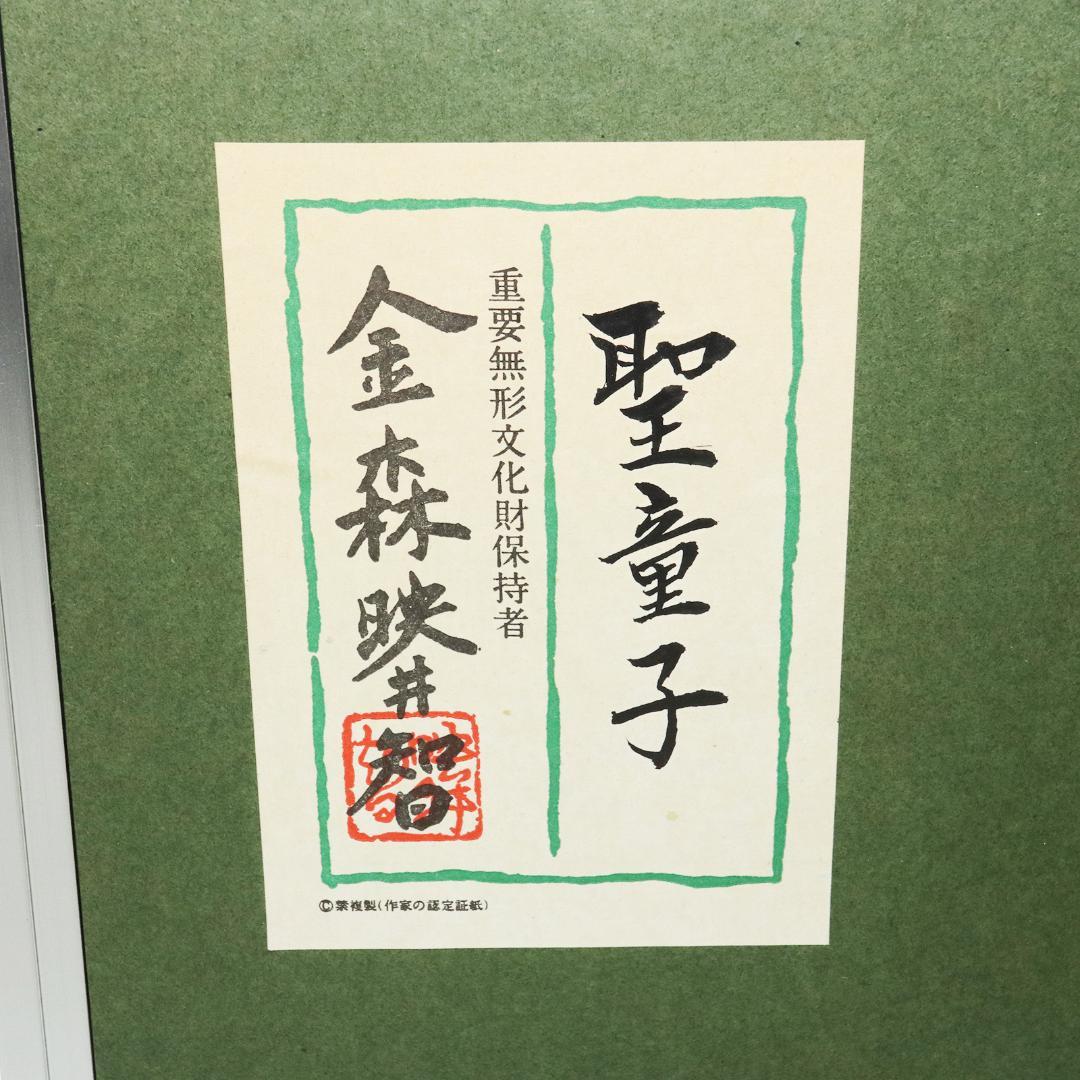 聖童子
重要無形文化財保持者
金森映井智
©禁複製(作家の認定証紙)